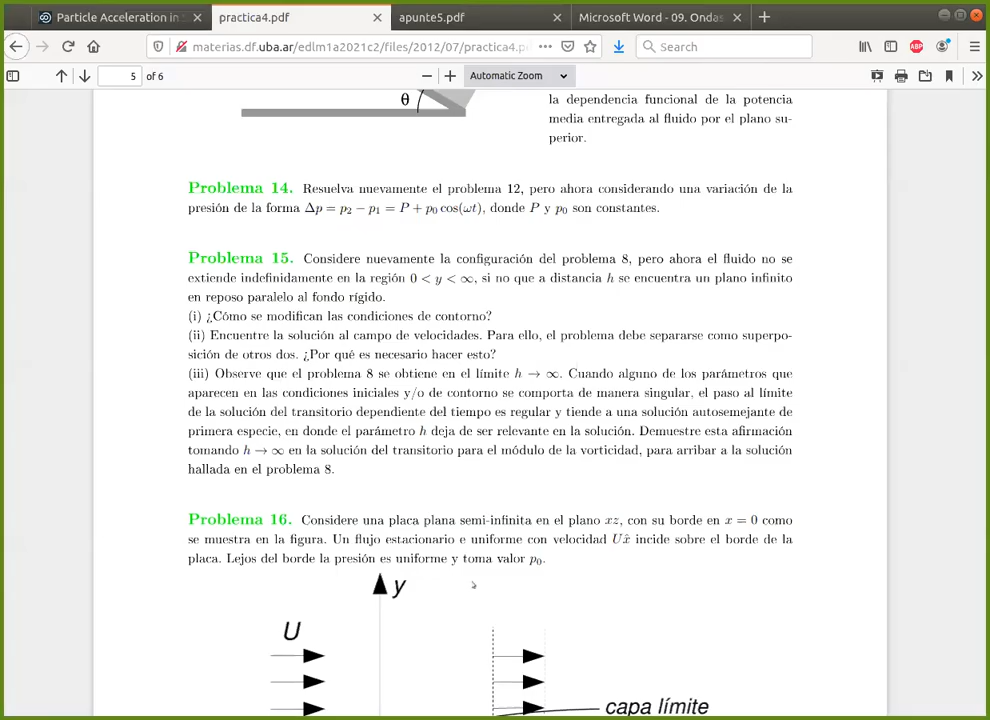 Particle Acceleration in
practica4.pdf
apunte5.pdf
Microsoft Word - 09. Ondas
materias.df.uba.ar/edlm1a2021c2/files/2012/07/practica4.p
Search
ABP
5 of 6
Automatic Zoom
θ
la dependencia funcional de la potencia
media entregada al fluido por el plano su-
perior.
Problema 14. Resuelva nuevamente el problema 12, pero ahora considerando una variación de la
presión de la forma Δp = p₂ − p₁ = P + p₀ cos(ωt), donde P y p₀ son constantes.
Problema 15. Considere nuevamente la configuración del problema 8, pero ahora el fluido no se
extiende indefinidamente en la región 0 < y < ∞, si no que a distancia h se encuentra un plano infinito
en reposo paralelo al fondo rígido.
(i) ¿Cómo se modifican las condiciones de contorno?
(ii) Encuentre la solución al campo de velocidades. Para ello, el problema debe separarse como superpo-
sición de otros dos. ¿Por qué es necesario hacer esto?
(iii) Observe que el problema 8 se obtiene en el límite h → ∞. Cuando alguno de los parámetros que
aparecen en las condiciones iniciales y/o de contorno se comporta de manera singular, el paso al límite
de la solución del transitorio dependiente del tiempo es regular y tiende a una solución autosemejante de
primera especie, en donde el parámetro h deja de ser relevante en la solución. Demuestre esta afirmación
tomando h → ∞ en la solución del transitorio para el módulo de la vorticidad, para arribar a la solución
hallada en el problema 8.
Problema 16. Considere una placa plana semi-infinita en el plano xz, con su borde en x = 0 como
se muestra en la figura. Un flujo estacionario e uniforme con velocidad Ux̂ incide sobre el borde de la
placa. Lejos del borde la presión es uniforme y toma valor p₀.
y
U
capa límite